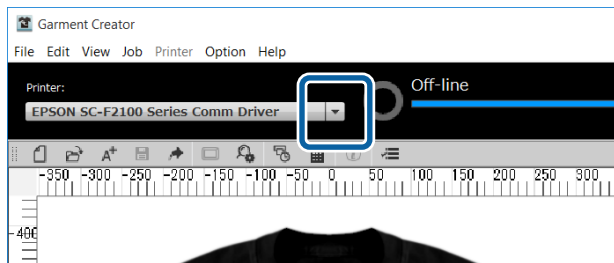 Garment Creator
File Edit View Job Printer Option Help
Printer:
Off-line
EPSON SC-F2100 Series Comm Driver
-350 -300 -250 -200 -150 -100 -50 0 50 100 150 200 250 300
-400